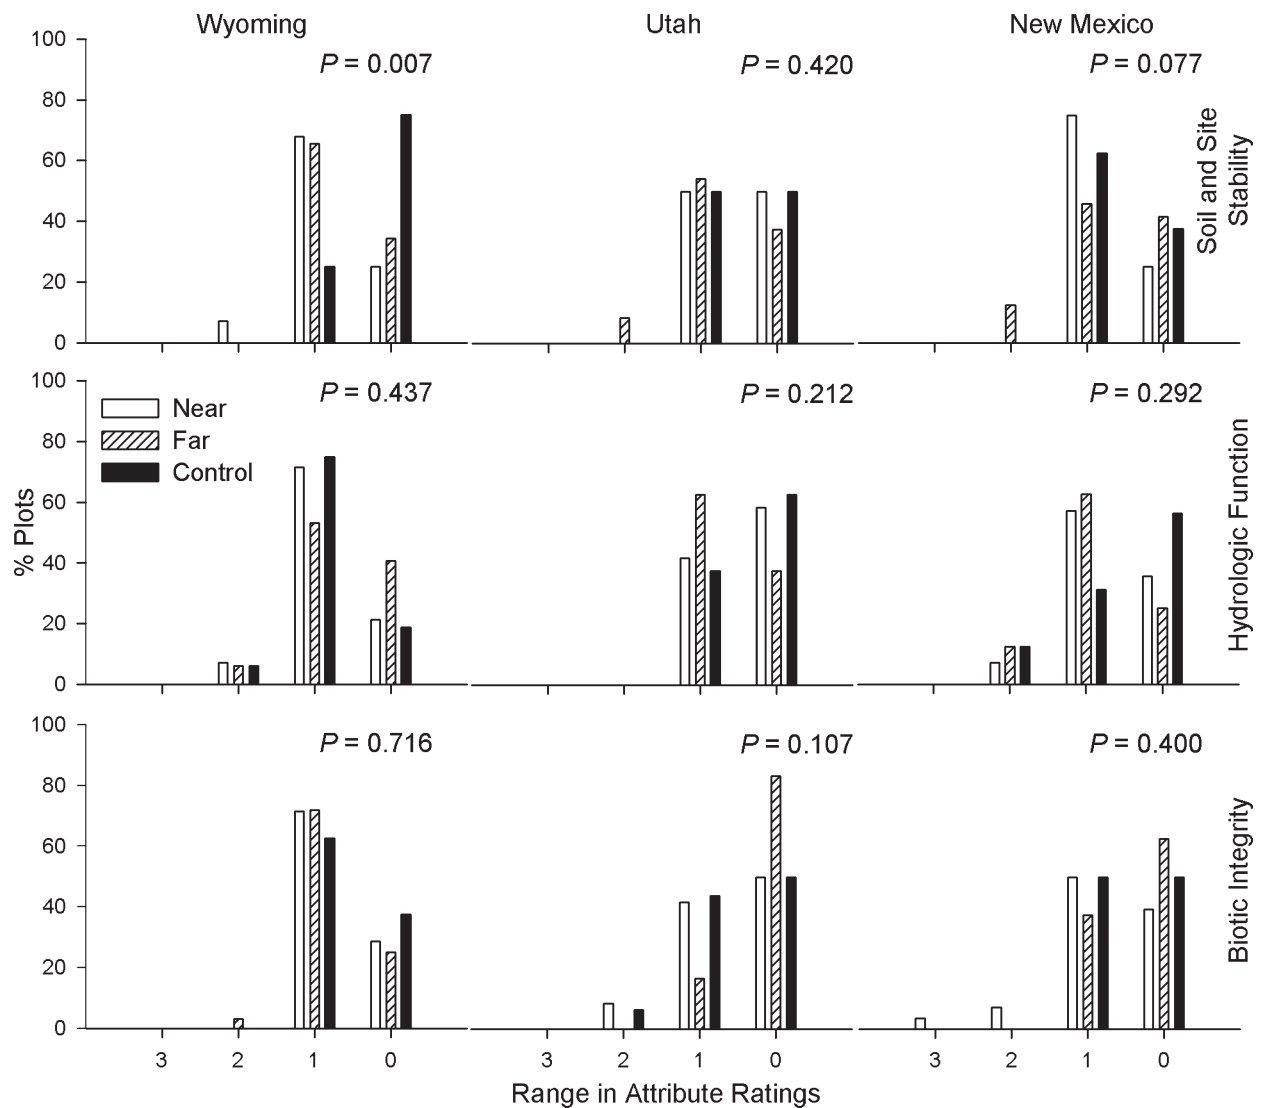 Wyoming
Utah
New Mexico
100
80
60
40
20
0
P = 0.007
P = 0.420
P = 0.077
Soil and Site
Stability
100
80
60
40
20
0
P = 0.437
P = 0.212
P = 0.292
Near
Far
Control
% Plots
Hydrologic Function
100
80
60
40
20
0
P = 0.716
P = 0.107
P = 0.400
Biotic Integrity
3 2 1 0
3 2 1 0
3 2 1 0
Range in Attribute Ratings